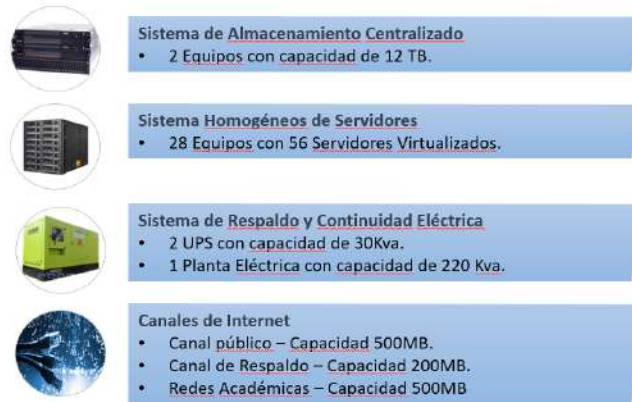 Sistema de Almacenamiento Centralizado
• 2 Equipos con capacidad de 12 TB.
Sistema Homogéneos de Servidores
• 28 Equipos con 56 Servidores Virtualizados.
Sistema de Respaldo y Continuidad Eléctrica
• 2 UPS con capacidad de 30Kva.
• 1 Planta Eléctrica con capacidad de 220 Kva.
Canales de Internet
• Canal público – Capacidad 500MB.
• Canal de Respaldo – Capacidad 200MB.
• Redes Académicas – Capacidad 500MB